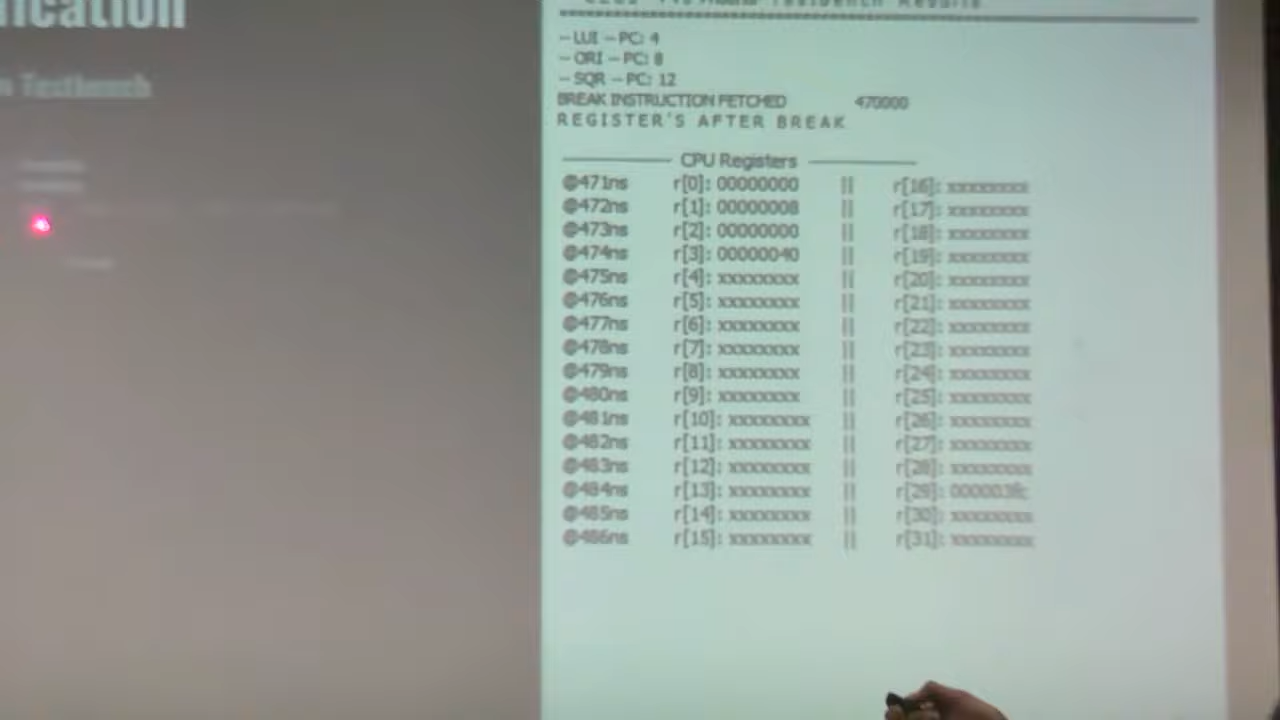 ication
n Testbench
Testbench Results
-- LUI -- PC: 4
-- ORI -- PC: 8
-- SQR -- PC: 12
BREAK INSTRUCTION FETCHED 470000
REGISTER'S AFTER BREAK
CPU Registers
@471ns r[0]: 00000000 || r[16]: xxxxxxxx
@472ns r[1]: 00000008 || r[17]: xxxxxxxx
@473ns r[2]: 00000000 || r[18]: xxxxxxxx
@474ns r[3]: 00000040 || r[19]: xxxxxxxx
@475ns r[4]: xxxxxxxx || r[20]: xxxxxxxx
@476ns r[5]: xxxxxxxx || r[21]: xxxxxxxx
@477ns r[6]: xxxxxxxx || r[22]: xxxxxxxx
@478ns r[7]: xxxxxxxx || r[23]: xxxxxxxx
@479ns r[8]: xxxxxxxx || r[24]: xxxxxxxx
@480ns r[9]: xxxxxxxx || r[25]: xxxxxxxx
@481ns r[10]: xxxxxxxx || r[26]: xxxxxxxx
@482ns r[11]: xxxxxxxx || r[27]: xxxxxxxx
@483ns r[12]: xxxxxxxx || r[28]: xxxxxxxx
@484ns r[13]: xxxxxxxx || r[29]: 000003fc
@485ns r[14]: xxxxxxxx || r[30]: xxxxxxxx
@486ns r[15]: xxxxxxxx || r[31]: xxxxxxxx